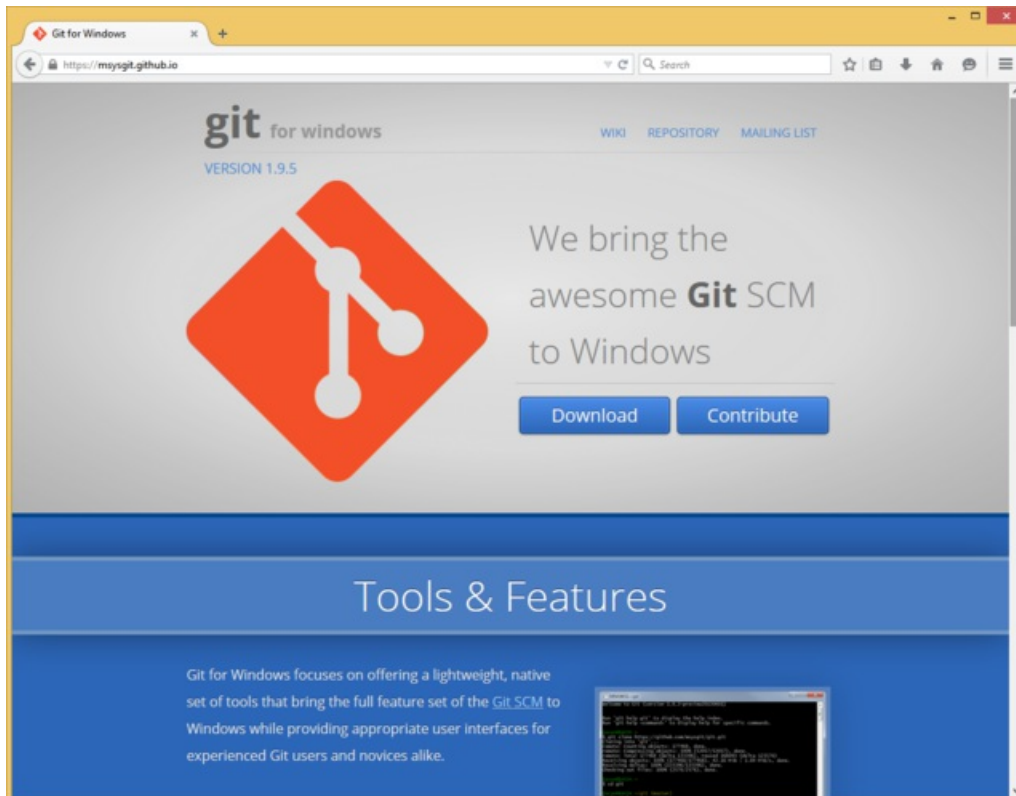 Git for Windows
https://msysgit.github.io
Search
git for windows
WIKI REPOSITORY MAILING LIST
VERSION 1.9.5
We bring the
awesome Git SCM
to Windows
Download Contribute
Tools & Features
Git for Windows focuses on offering a lightweight, native
set of tools that bring the full feature set of the Git SCM to
Windows while providing appropriate user interfaces for
experienced Git users and novices alike.